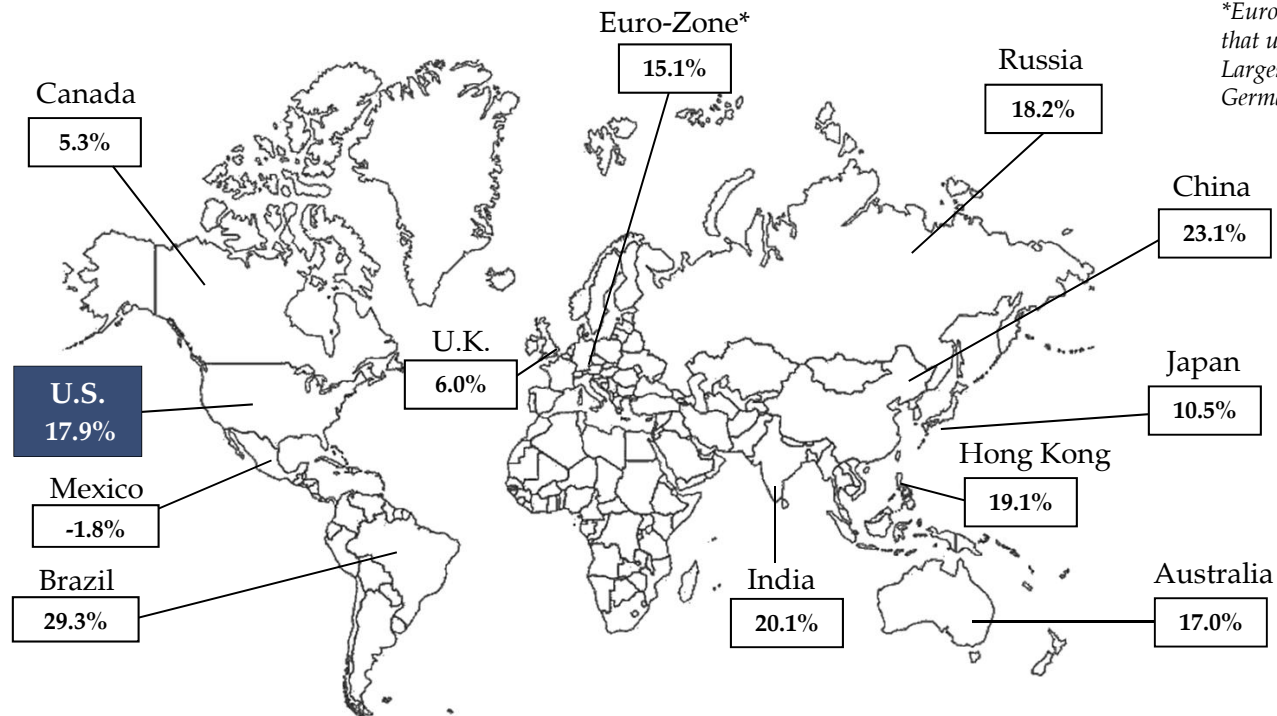 Euro-Zone*
15.1%
*Euro
that u
Larges
Germa
Canada
5.3%
Russia
18.2%
China
23.1%
U.K.
6.0%
U.S.
17.9%
Japan
10.5%
Hong Kong
19.1%
Mexico
-1.8%
Brazil
29.3%
India
20.1%
Australia
17.0%